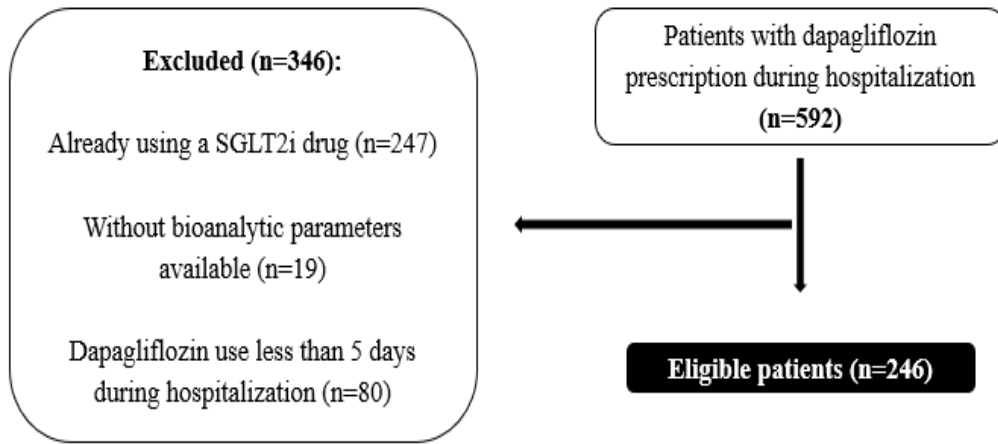 Patients with dapagliflozin
prescription during hospitalization
(n=592)
Excluded (n=346):
Already using a SGLT2i drug (n=247)
Without bioanalytic parameters
available (n=19)
Dapagliflozin use less than 5 days
during hospitalization (n=80)
Eligible patients (n=246)